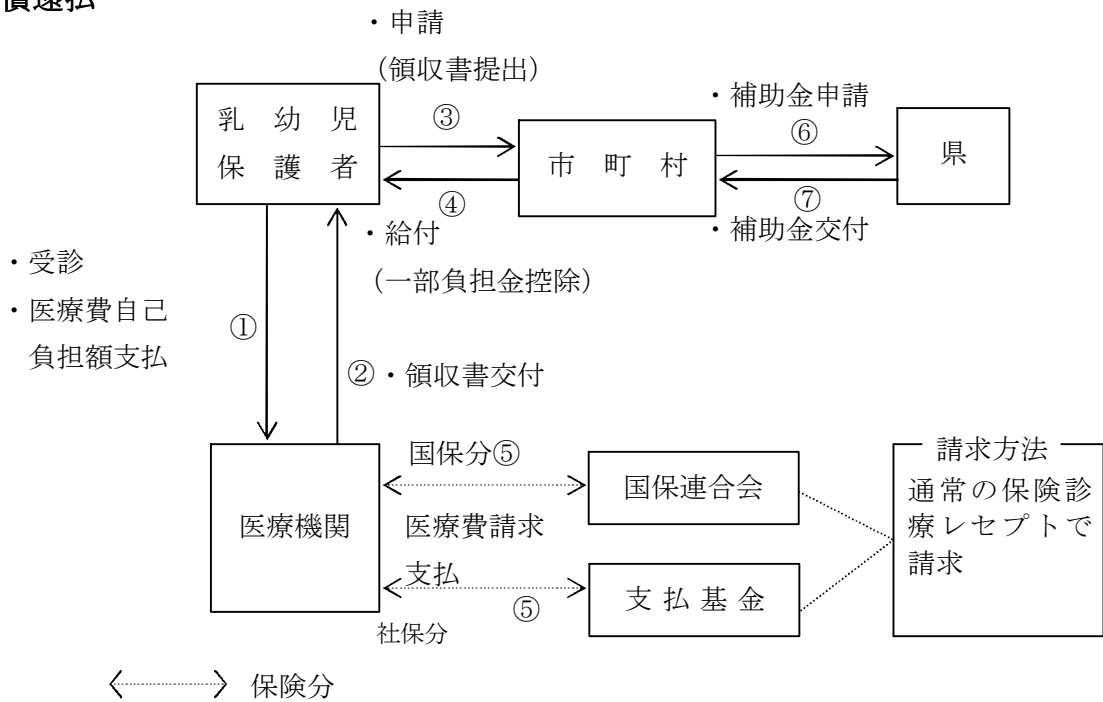 ・申請
(領収書提出)
乳幼児
保護者
③
④
市町村
・補助金申請
⑥
⑦
・補助金交付
県
・給付
(一部負担金控除)
・受診
・医療費自己
負担額支払
①
②・領収書交付
医療機関
国保分⑤
医療費請求
支払
⑤
社保分
国保連合会
支払基金
請求方法
通常の保険診
療レセプトで
請求
保険分